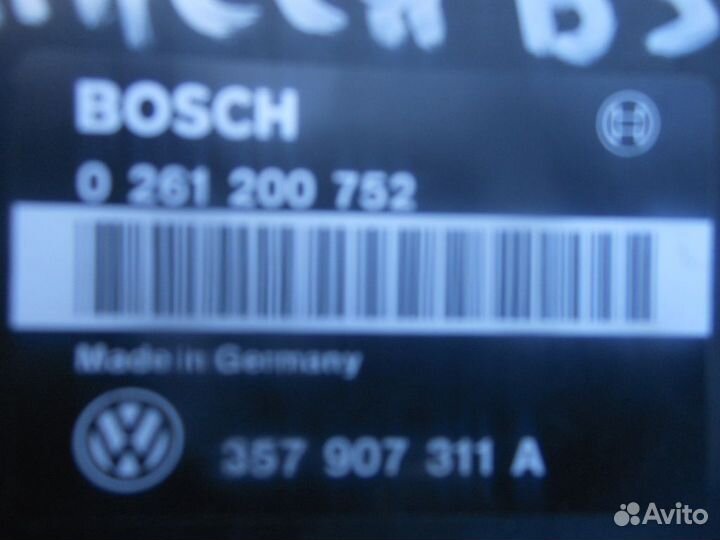 BOSCH
0 261 200 752
Made in Germany
357 907 311 A
Avito